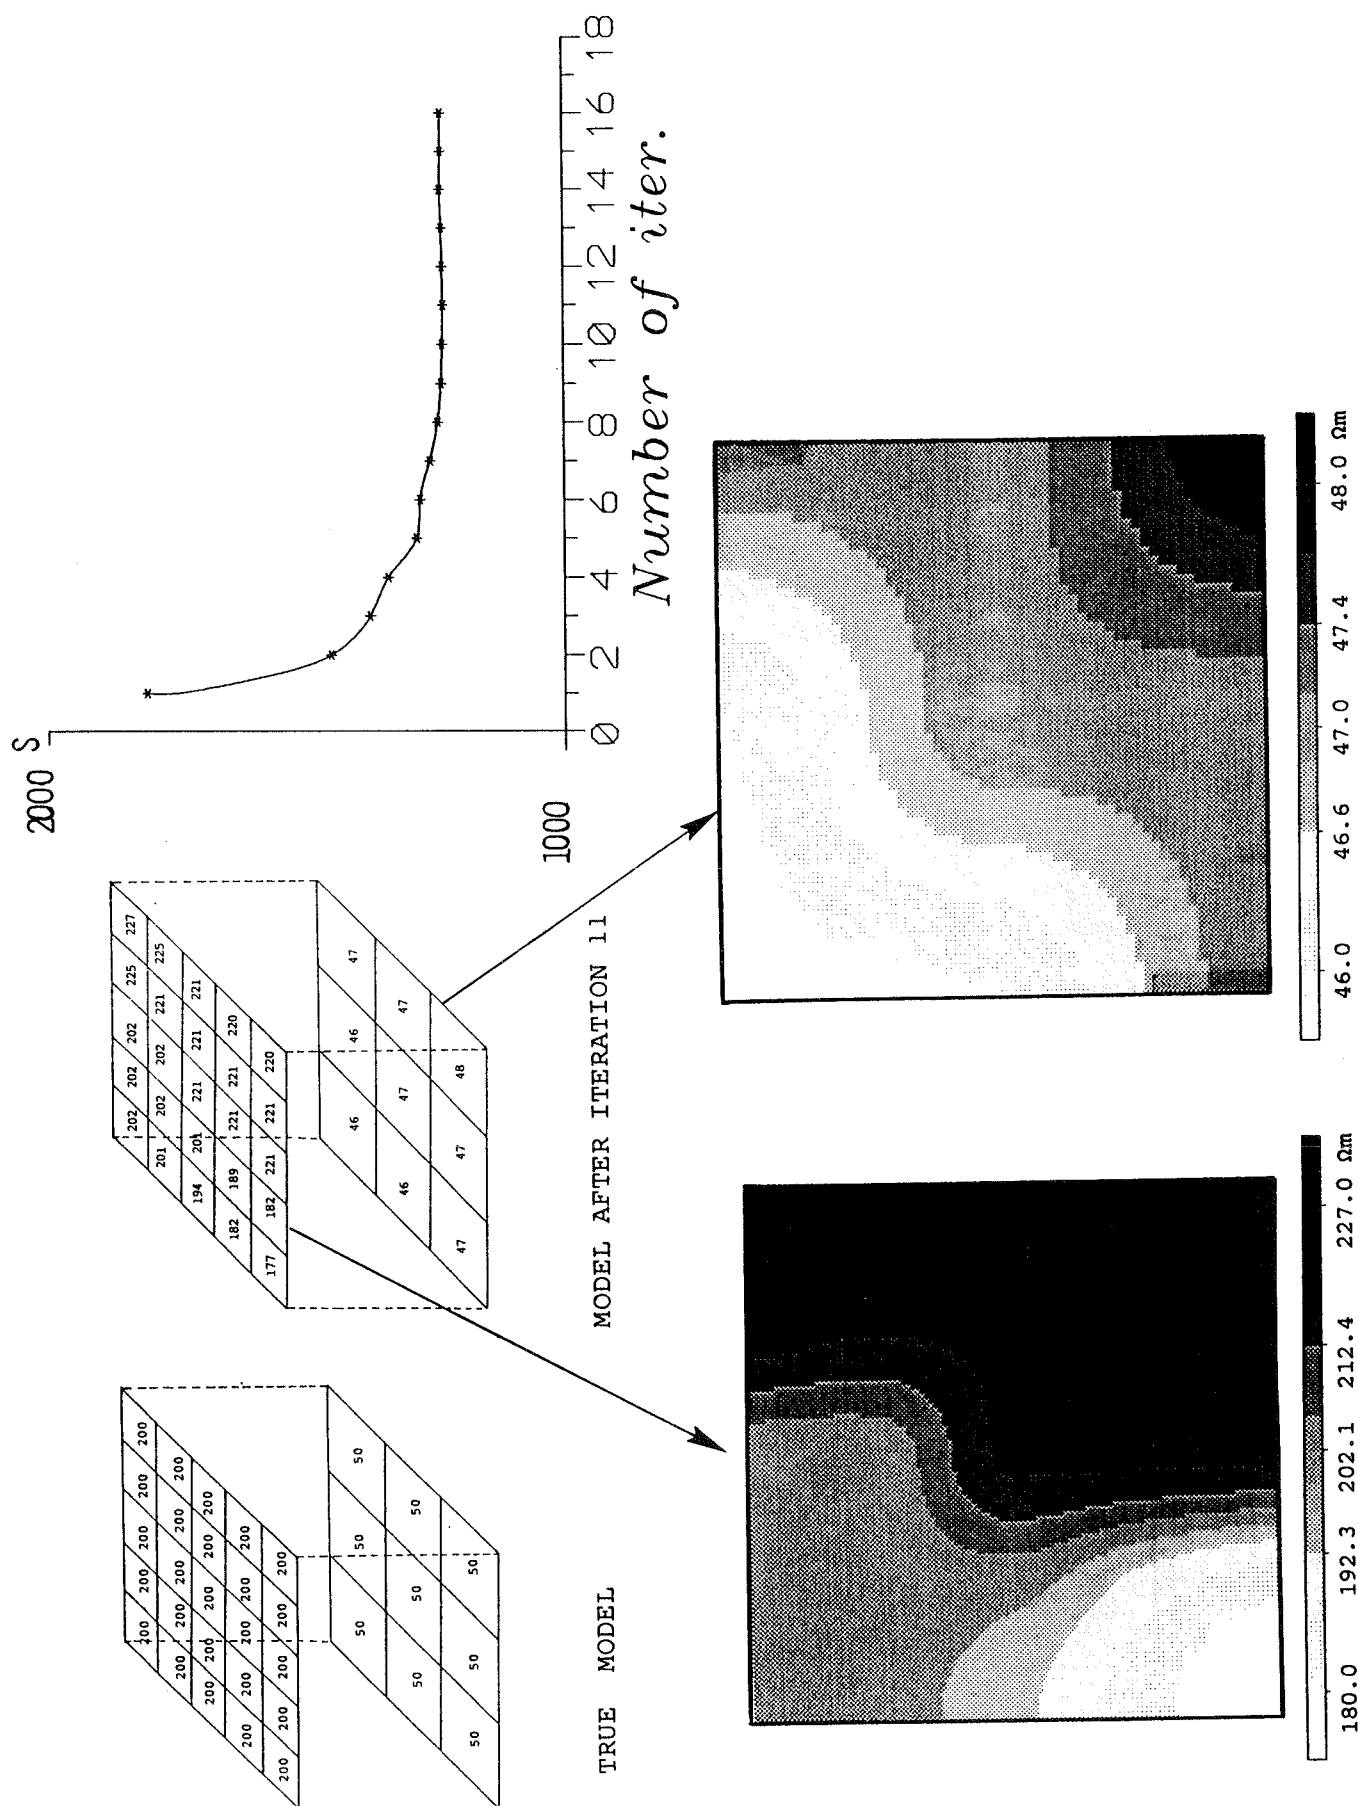 200 200 200 200 200
200 200 200 200 200
200 200 200 200 200
200 200 200 200 200
200 200 200 200 200
50 50 50
50 50 50
50 50 50
TRUE MODEL
202 202 202 225 227
201 202 202 221 225
194 201 221 221 221
182 189 221 221 220
177 182 221 221 220
46 46 47
46 47 47
47 47 48
MODEL AFTER ITERATION 11
S
2000
1000
0 2 4 6 8 10 12 14 16 18
Number of iter.
180.0 192.3 202.1 212.4 227.0 Ωm
46.0 46.6 47.0 47.4 48.0 Ωm